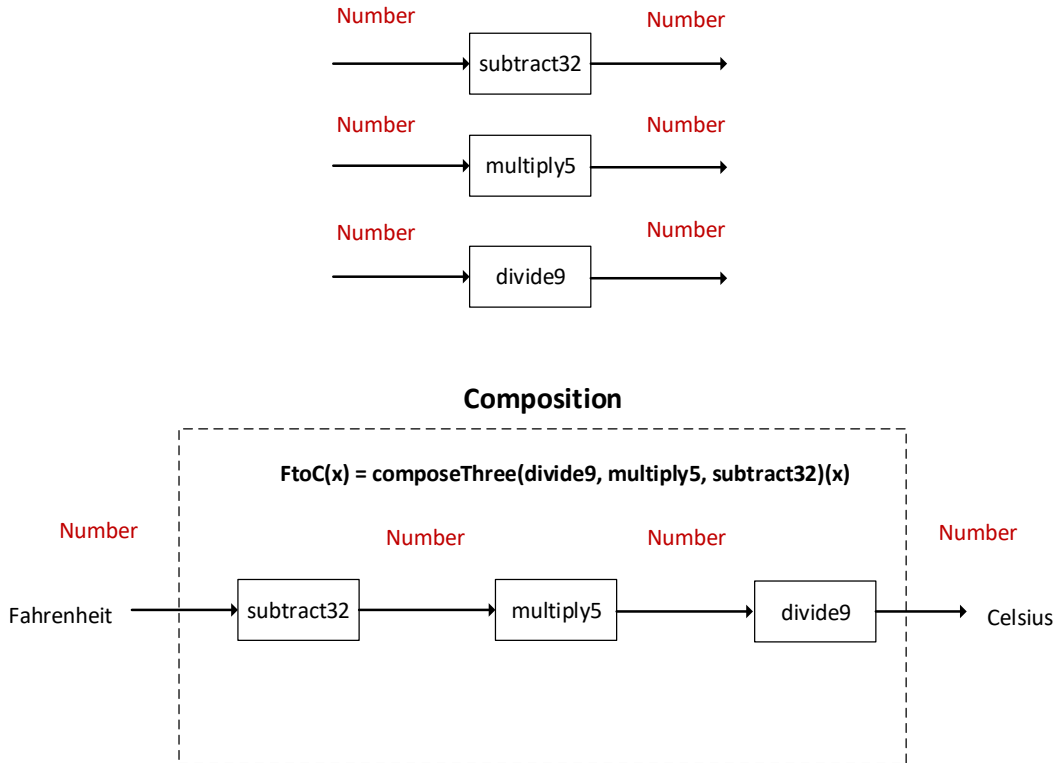 Number Number
subtract32
Number Number
multiply5
Number Number
divide9
Composition
FtoC(x) = composeThree(divide9, multiply5, subtract32)(x)
Number Number Number Number
Fahrenheit subtract32 multiply5 divide9 Celsius